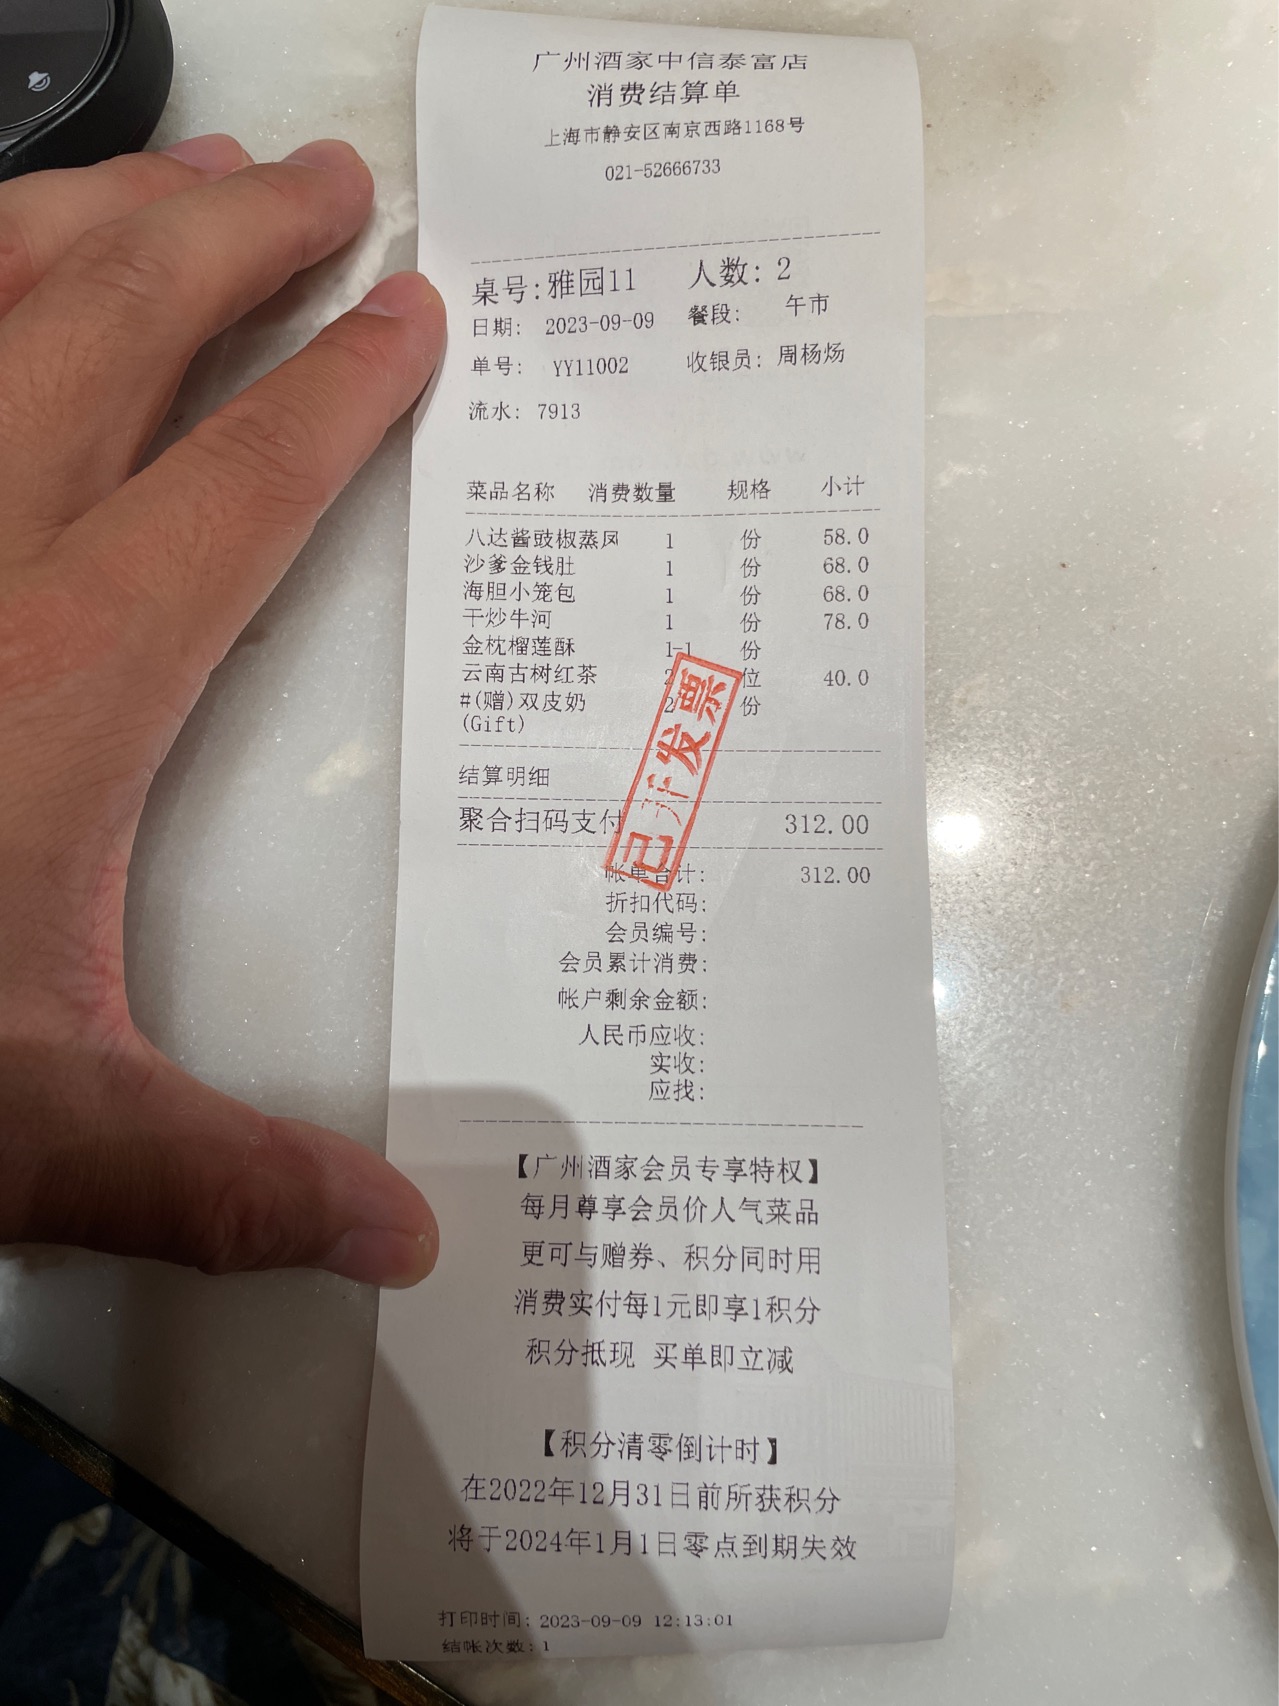 广州酒家中信泰富店
消费结算单
上海市静安区南京西路1168号
021-52666733
桌号:雅园11 人数: 2
日期: 2023-09-09 餐段: 午市
单号: YY11002 收银员: 周杨炀
流水: 7913
菜品名称 消费数量 规格 小计
八达酱豉椒蒸凤 1 份 58.0
沙爹金钱肚 1 份 68.0
海胆小笼包 1 份 68.0
干炒牛河 1 份 78.0
金枕榴莲酥 1-1 份
云南古树红茶 2 位 40.0
#(赠)双皮奶 2 份
(Gift)
已开发票
结算明细
聚合扫码支付 312.00
帐单合计: 312.00
折扣代码:
会员编号:
会员累计消费:
帐户剩余金额:
人民币应收:
实收:
应找:
【广州酒家会员专享特权】
每月尊享会员价人气菜品
更可与赠券、积分同时用
消费实付每1元即享1积分
积分抵现 买单即立减
【积分清零倒计时】
在2022年12月31日前所获积分
将于2024年1月1日零点到期失效
打印时间: 2023-09-09 12:13:01
结帐次数: 1